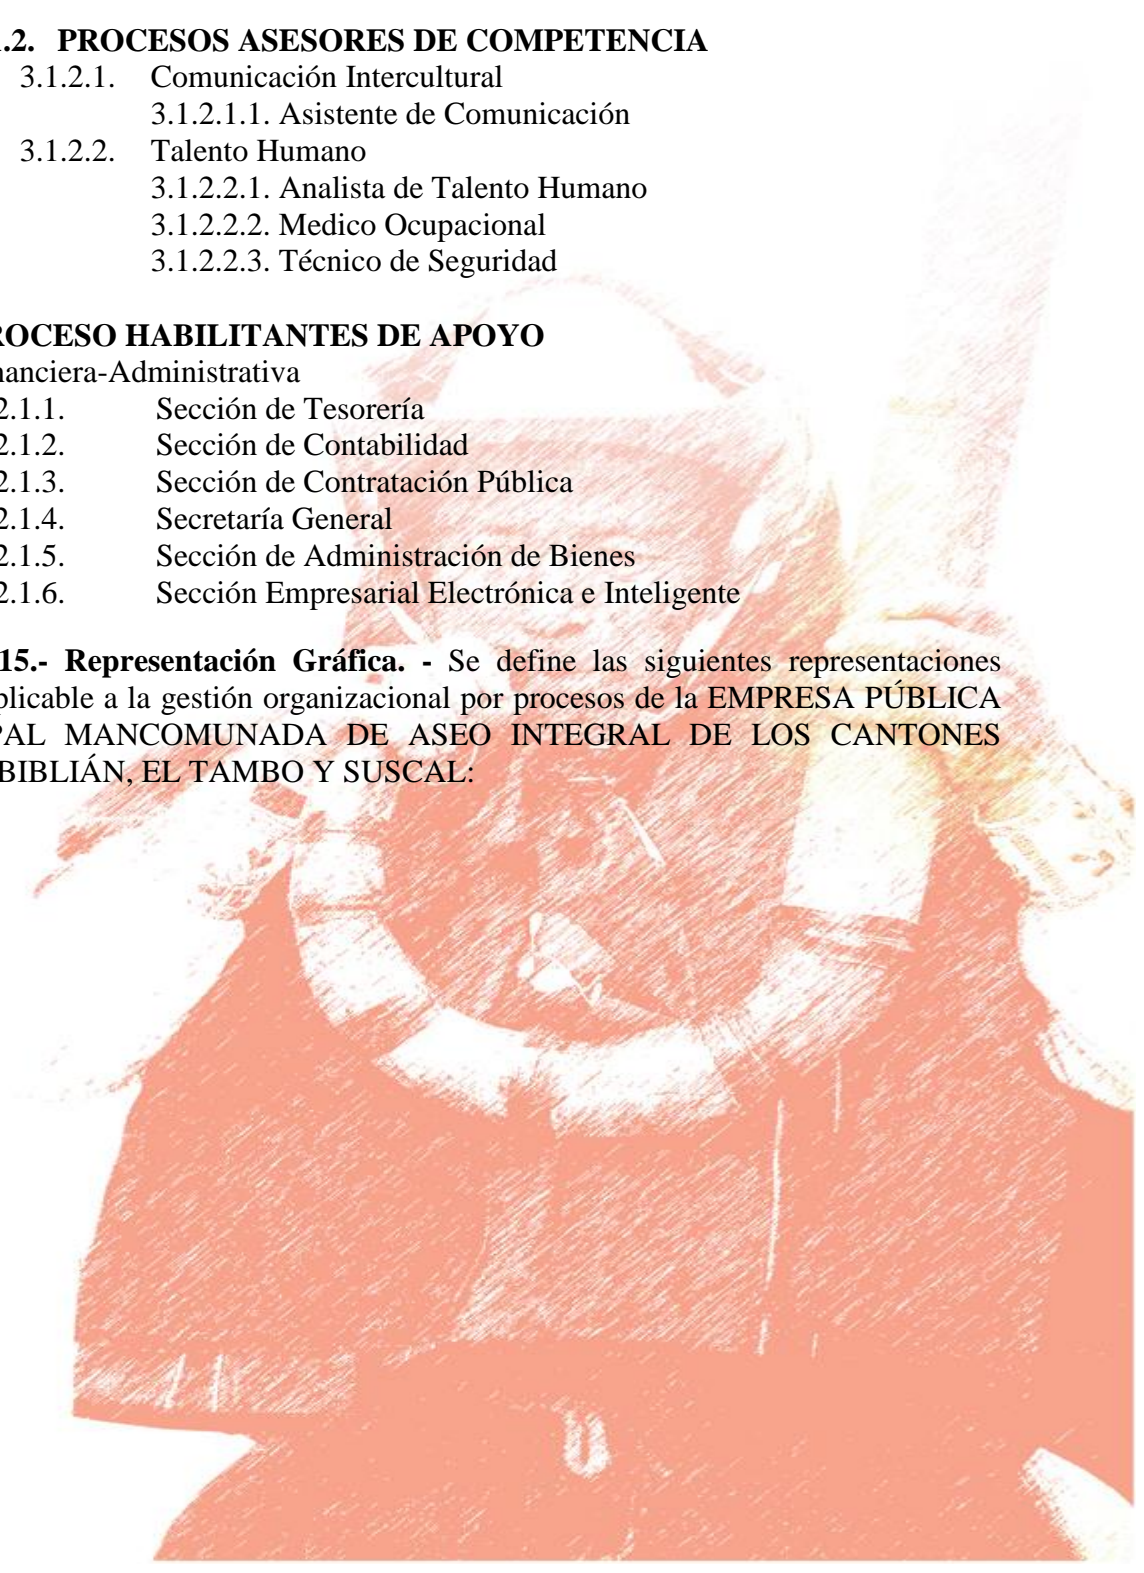 .2. PROCESOS ASESORES DE COMPETENCIA
3.1.2.1. Comunicación Intercultural
3.1.2.1.1. Asistente de Comunicación
3.1.2.2. Talento Humano
3.1.2.2.1. Analista de Talento Humano
3.1.2.2.2. Medico Ocupacional
3.1.2.2.3. Técnico de Seguridad
ROCESO HABILITANTES DE APOYO
nanciera-Administrativa
2.1.1. Sección de Tesorería
2.1.2. Sección de Contabilidad
2.1.3. Sección de Contratación Pública
2.1.4. Secretaría General
2.1.5. Sección de Administración de Bienes
2.1.6. Sección Empresarial Electrónica e Inteligente
15.- Representación Gráfica. - Se define las siguientes representaciones
plicable a la gestión organizacional por procesos de la EMPRESA PÚBLICA
PAL MANCOMUNADA DE ASEO INTEGRAL DE LOS CANTONES
BIBLIÁN, EL TAMBO Y SUSCAL: